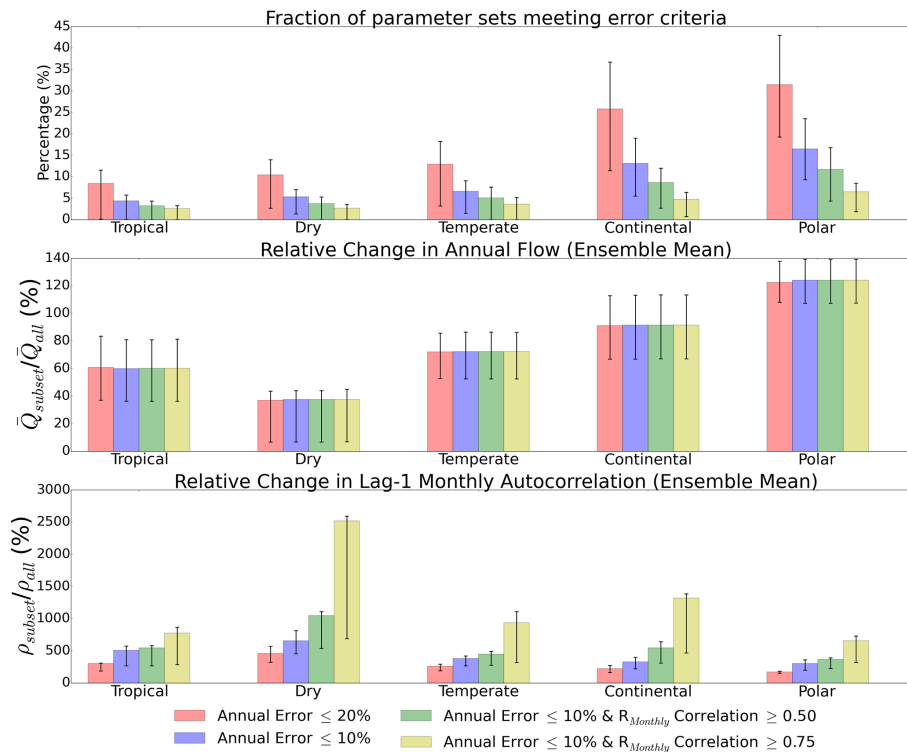 Fraction of parameter sets meeting error criteria
Percentage (%)
45
40
35
30
25
20
15
10
5
0
Tropical Dry Temperate Continental Polar
Relative Change in Annual Flow (Ensemble Mean)
Q̄subset/Q̄all (%)
140
120
100
80
60
40
20
0
Tropical Dry Temperate Continental Polar
Relative Change in Lag-1 Monthly Autocorrelation (Ensemble Mean)
ρsubset/ρall (%)
3000
2500
2000
1500
1000
500
0
Tropical Dry Temperate Continental Polar
Annual Error ≤ 20%
Annual Error ≤ 10%
Annual Error ≤ 10% & RMonthly Correlation ≥ 0.50
Annual Error ≤ 10% & RMonthly Correlation ≥ 0.75